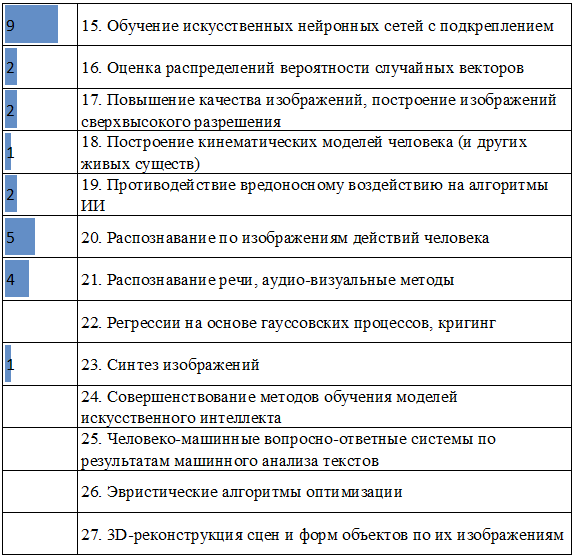 9 15. Обучение искусственных нейронных сетей с подкреплением
2 16. Оценка распределений вероятности случайных векторов
2 17. Повышение качества изображений, построение изображений
сверхвысокого разрешения
1 18. Построение кинематических моделей человека (и других
живых существ)
2 19. Противодействие вредоносному воздействию на алгоритмы
ИИ
5 20. Распознавание по изображениям действий человека
4 21. Распознавание речи, аудио-визуальные методы
22. Регрессии на основе гауссовских процессов, кригинг
1 23. Синтез изображений
24. Совершенствование методов обучения моделей
искусственного интеллекта
25. Человеко-машинные вопросно-ответные системы по
результатам машинного анализа текстов
26. Эвристические алгоритмы оптимизации
27. 3D-реконструкция сцен и форм объектов по их изображениям